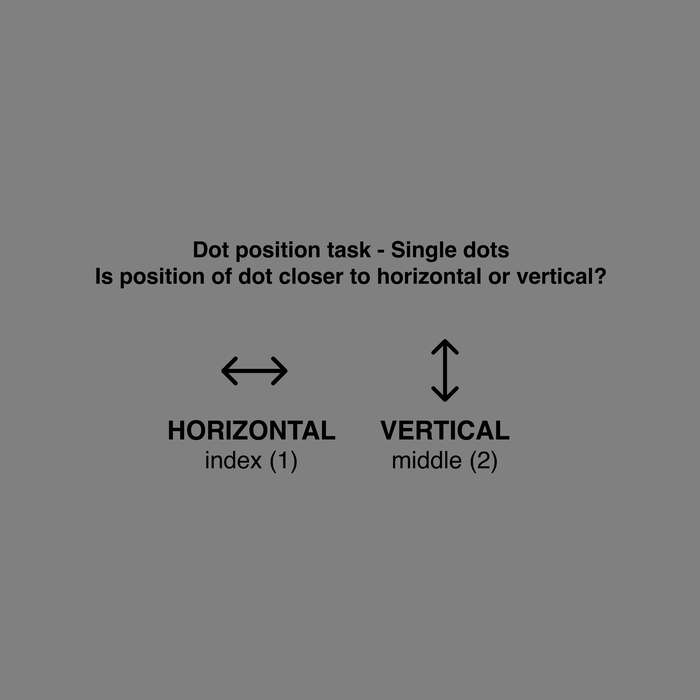 Dot position task - Single dots
Is position of dot closer to horizontal or vertical?
HORIZONTAL VERTICAL
index (1) middle (2)